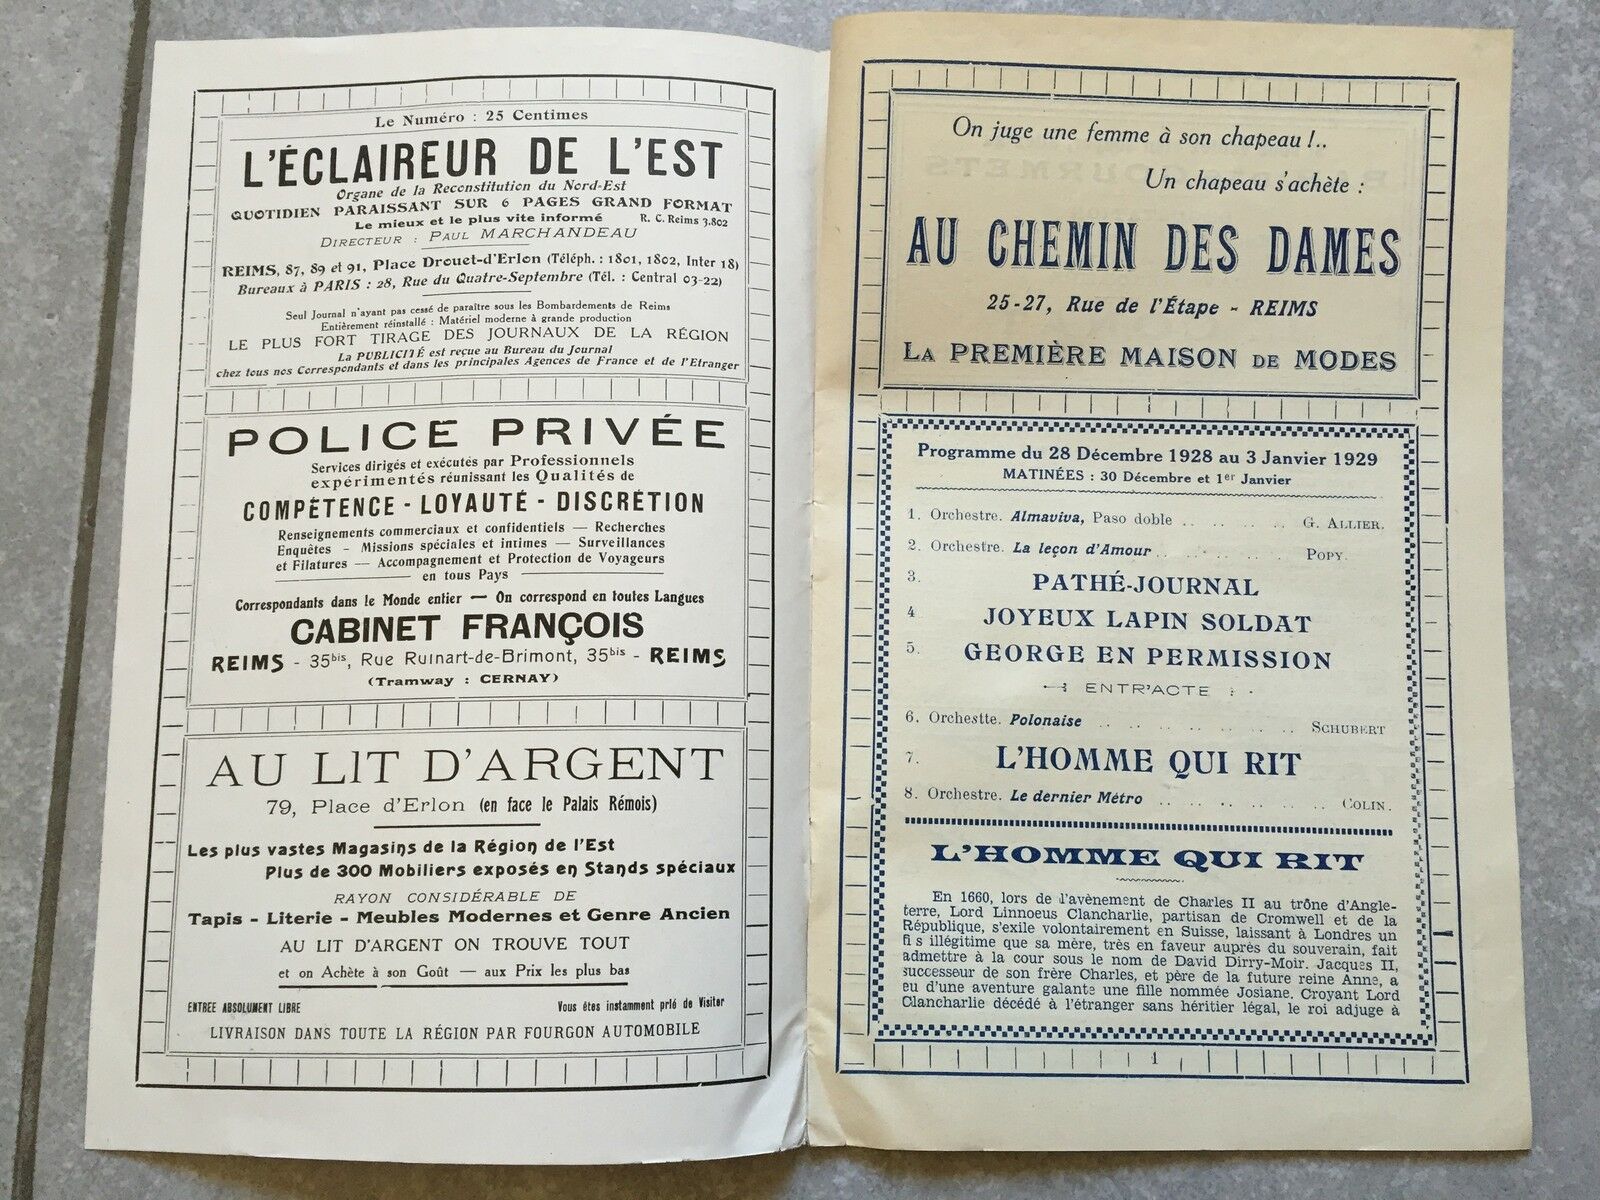 Le Numéro : 25 Centimes
L'ÉCLAIREUR DE L'EST
Organe de la Reconstitution du Nord-Est
QUOTIDIEN PARAISSANT SUR 6 PAGES GRAND FORMAT
Le mieux et le plus vite informé R. C. Reims 3.802
DIRECTEUR : PAUL MARCHANDEAU
REIMS, 87, 89 et 91, Place Drouet-d'Erlon (Téléph. : 1801, 1802, Inter 18)
Bureaux à PARIS : 28, Rue du Quatre-Septembre (Tél. : Central 03-22)
Seul Journal n'ayant pas cessé de paraître sous les Bombardements de Reims
Entièrement réinstallé : Matériel moderne à grande production
LE PLUS FORT TIRAGE DES JOURNAUX DE LA RÉGION
La PUBLICITÉ est reçue au Bureau du Journal
chez tous nos Correspondants et dans les principales Agences de France et de l'Etranger
POLICE PRIVÉE
Services dirigés et exécutés par Professionnels
expérimentés réunissant les Qualités de
COMPÉTENCE - LOYAUTÉ - DISCRÉTION
Renseignements commerciaux et confidentiels — Recherches
Enquêtes - Missions spéciales et intimes — Surveillances
et Filatures — Accompagnement et Protection de Voyageurs
en tous Pays
Correspondants dans le Monde entier — On correspond en toutes Langues
CABINET FRANÇOIS
REIMS - 35bis, Rue Ruinart-de-Brimont, 35bis - REIMS
(Tramway : CERNAY)
AU LIT D'ARGENT
79, Place d'Erlon (en face le Palais Rémois)
Les plus vastes Magasins de la Région de l'Est
Plus de 300 Mobiliers exposés en Stands spéciaux
RAYON CONSIDÉRABLE DE
Tapis - Literie - Meubles Modernes et Genre Ancien
AU LIT D'ARGENT ON TROUVE TOUT
et on Achète à son Goût — aux Prix les plus bas
ENTREE ABSOLUMENT LIBRE Vous êtes instamment prié de Visiter
LIVRAISON DANS TOUTE LA RÉGION PAR FOURGON AUTOMOBILE
On juge une femme à son chapeau !..
Un chapeau s'achète :
AU CHEMIN DES DAMES
25-27, Rue de l'Étape - REIMS
LA PREMIÈRE MAISON DE MODES
Programme du 28 Décembre 1928 au 3 Janvier 1929
MATINÉES : 30 Décembre et 1er Janvier
1. Orchestre. Almaviva, Paso doble .. .. .. .. G. ALLIER.
2. Orchestre. La leçon d'Amour .. .. .. .. .. POPY.
3. PATHÉ-JOURNAL
4 JOYEUX LAPIN SOLDAT
5. GEORGE EN PERMISSION
ENTR'ACTE
6. Orchestte. Polonaise .. .. .. .. .. .. SCHUBERT
7. L'HOMME QUI RIT
8. Orchestre. Le dernier Métro .. .. .. .. .. COLIN.
L'HOMME QUI RIT
En 1660, lors de l'avènement de Charles II au trône d'Angle-
terre, Lord Linnoeus Clancharlie, partisan de Cromwell et de la
République, s'exile volontairement en Suisse, laissant à Londres un
fi s illégitime que sa mère, très en faveur auprès du souverain, fait
admettre à la cour sous le nom de David Dirry-Moir. Jacques II,
successeur de son frère Charles, et père de la future reine Anne, a
eu d'une aventure galante une fille nommée Josiane. Croyant Lord
Clancharlie décédé à l'étranger sans héritier légal, le roi adjuge à
1